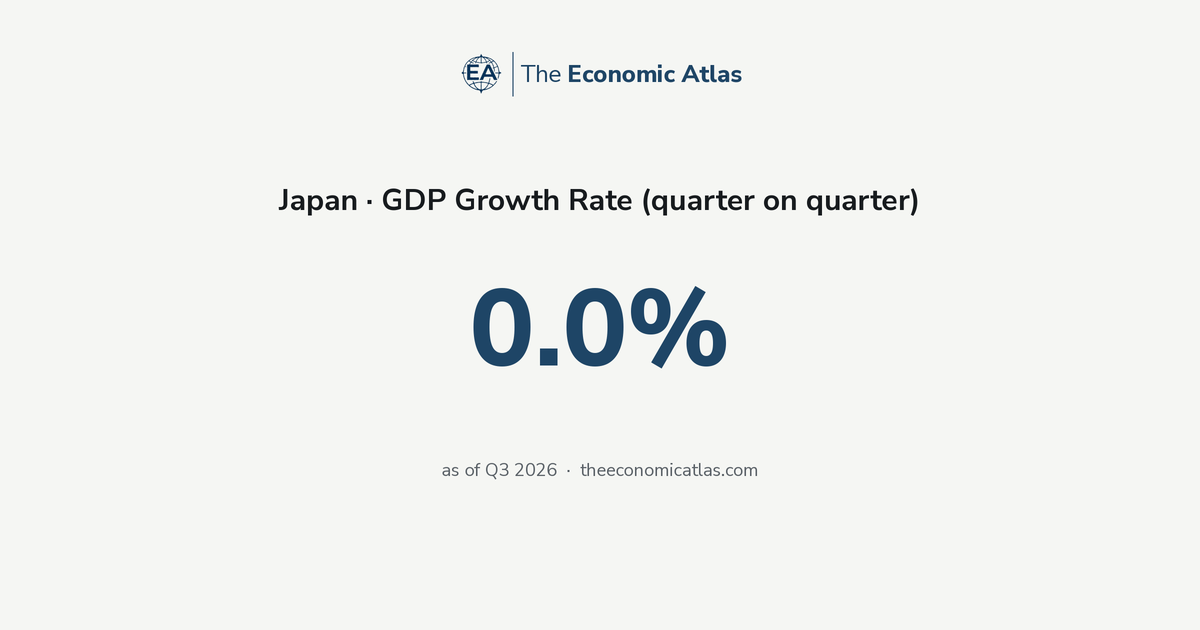 EA The Economic Atlas
Japan · GDP Growth Rate (quarter on quarter)
0.0%
as of Q3 2026 · theeconomicatlas.com